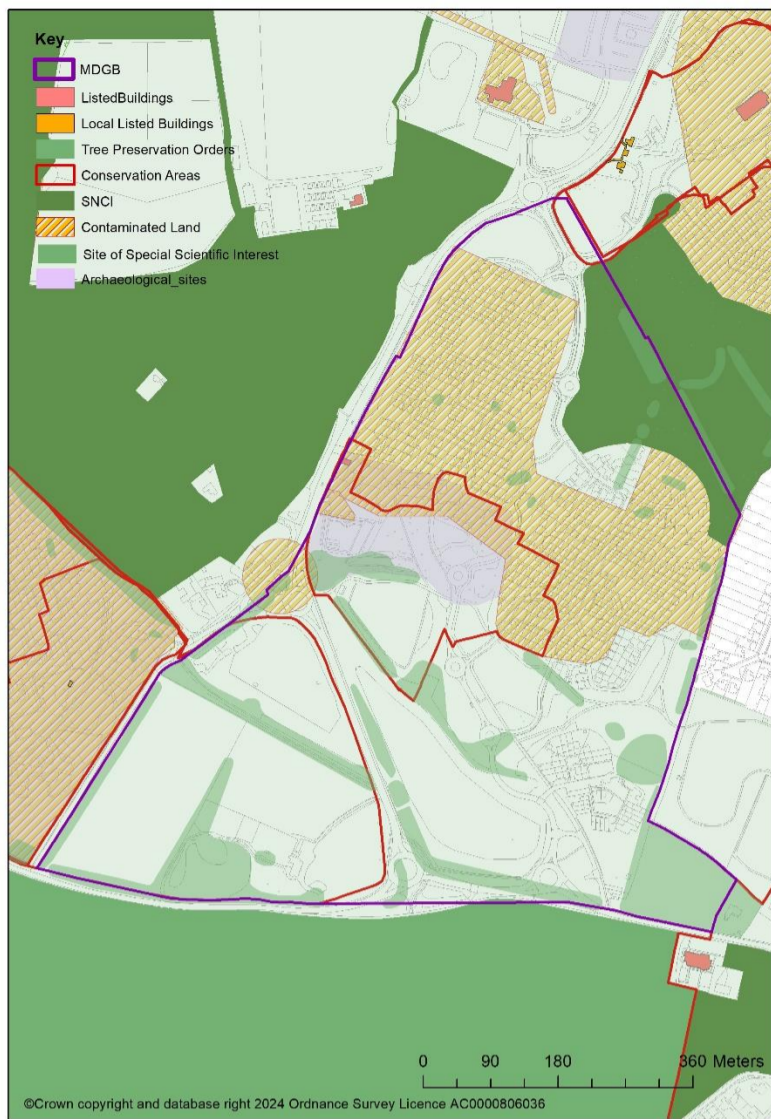 Key
MDGB
ListedBuildings
Local Listed Buildings
Tree Preservation Orders
Conservation Areas
SNCI
Contaminated Land
Site of Special Scientific Interest
Archaeological_sites
0 90 180 360 Meters
©Crown copyright and database right 2024 Ordnance Survey Licence AC0000806036